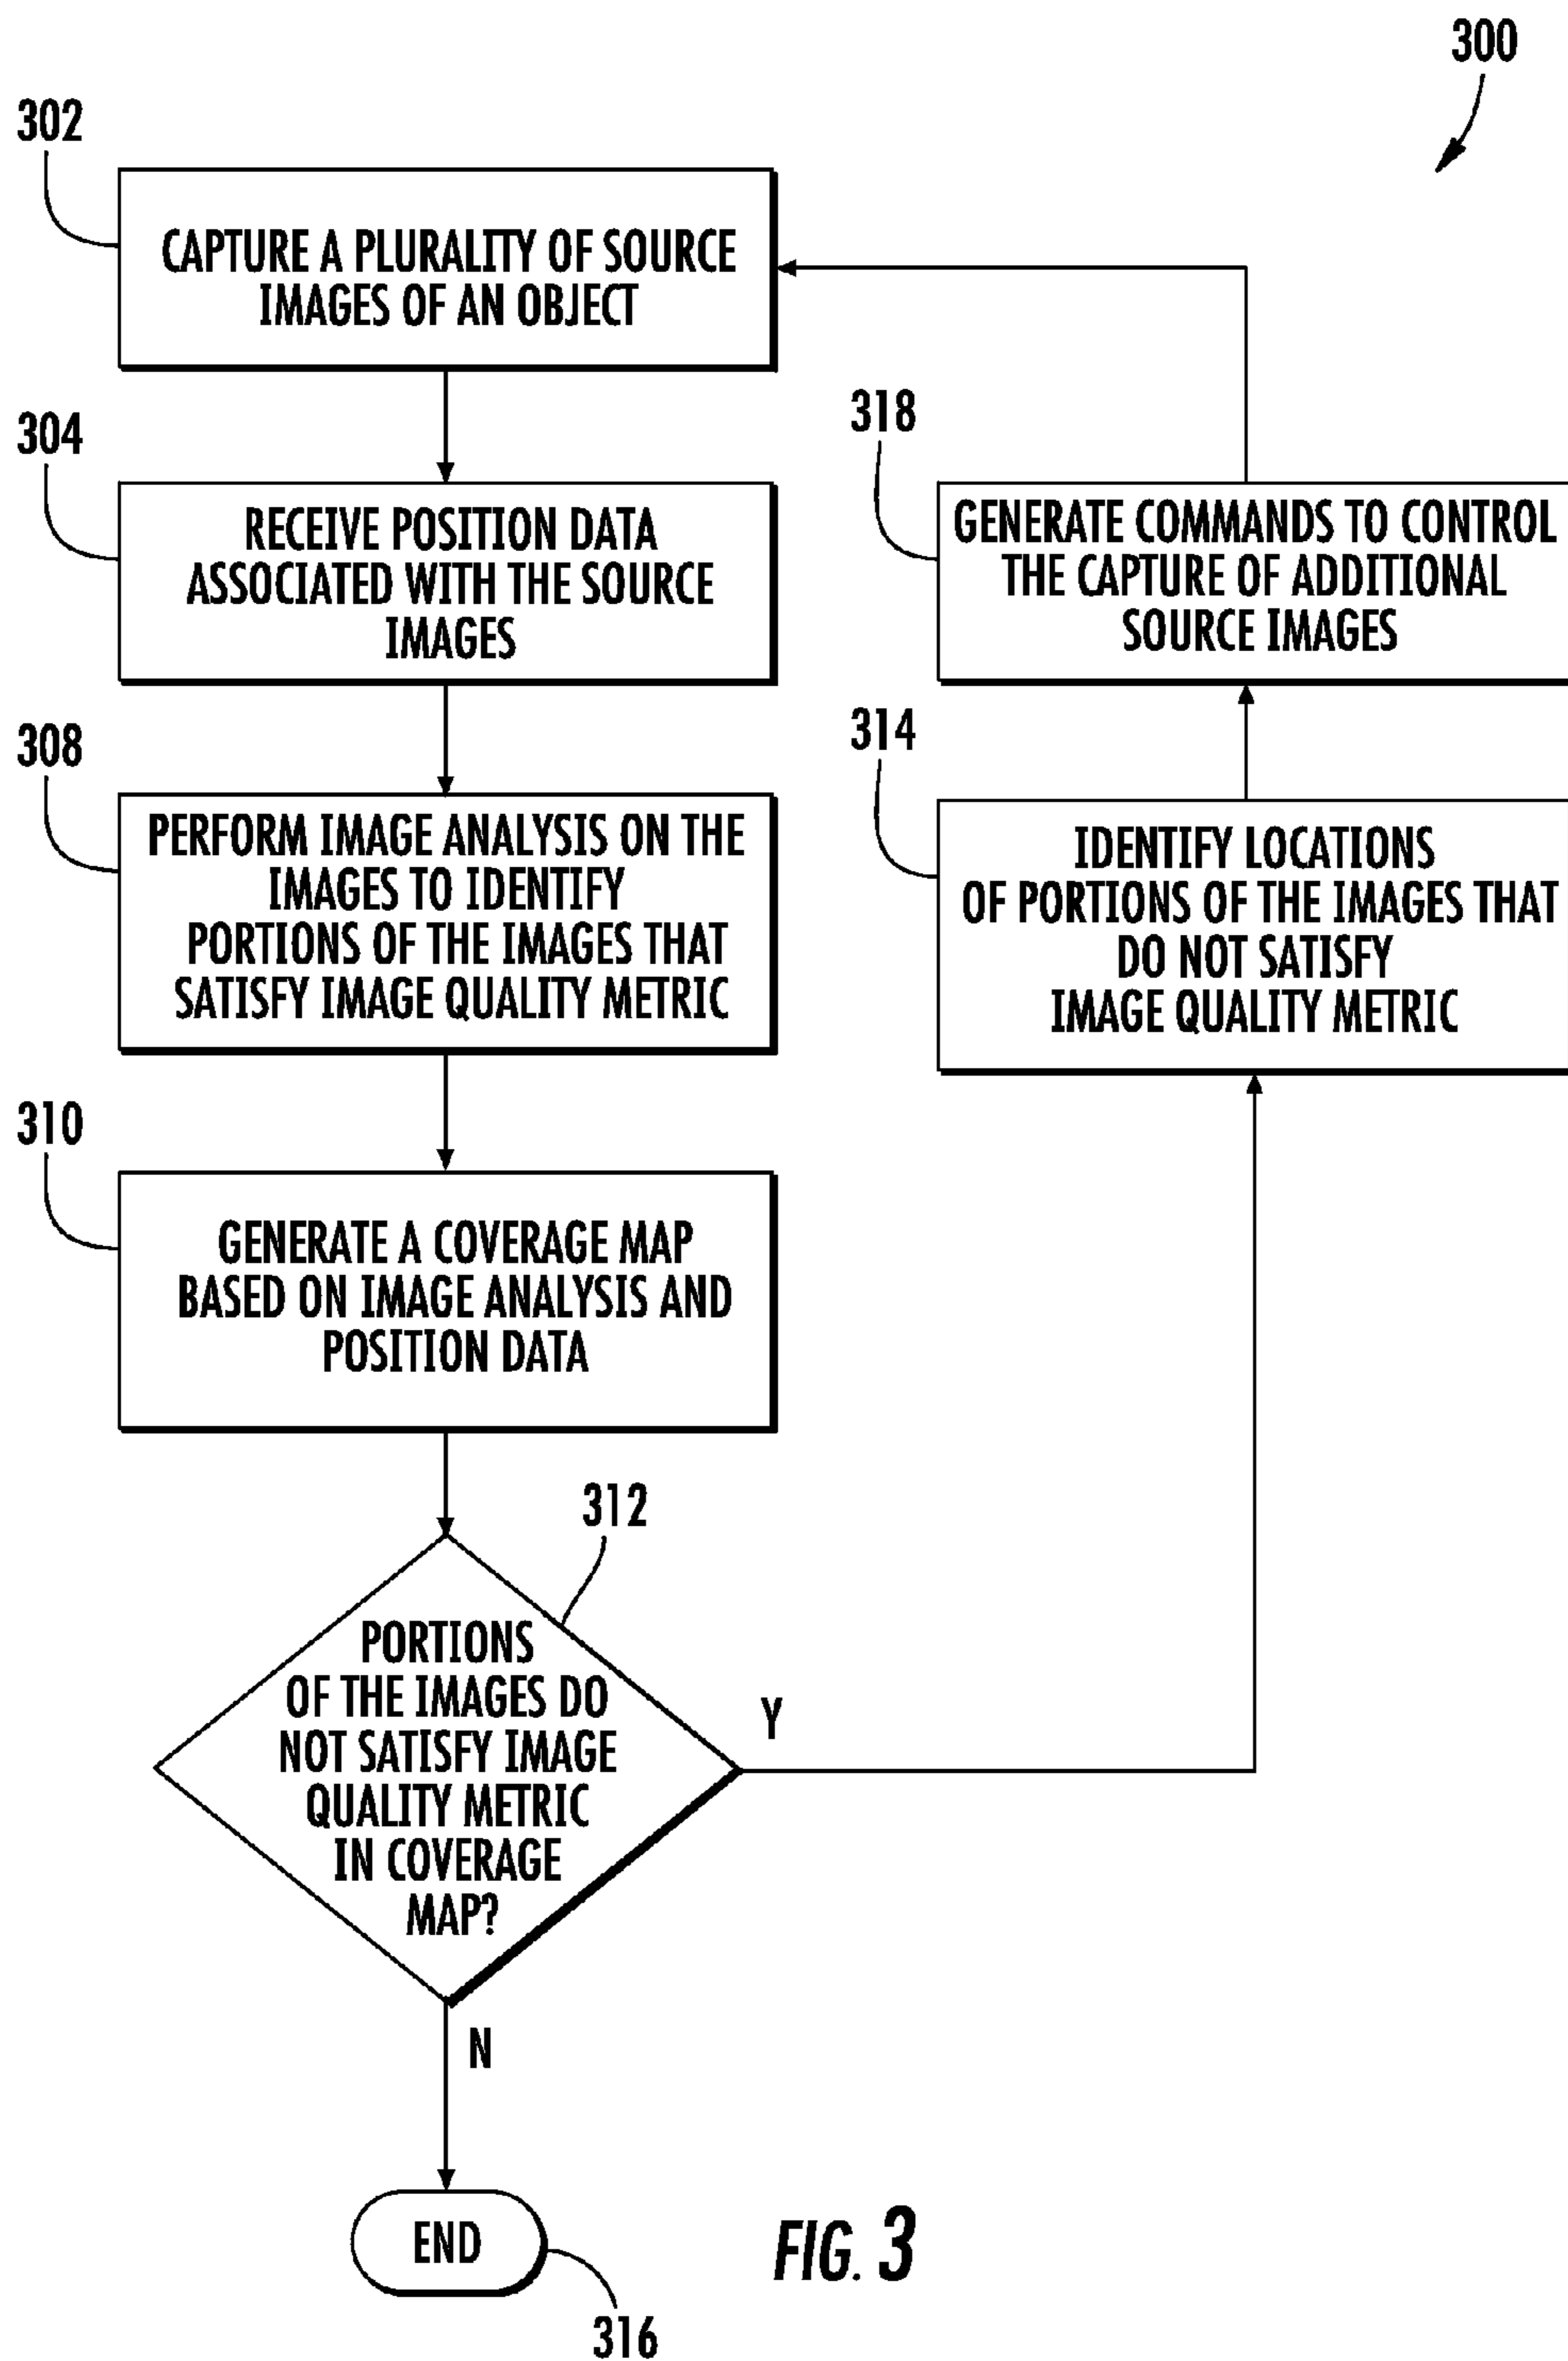 300
302
CAPTURE A PLURALITY OF SOURCE
IMAGES OF AN OBJECT
304
RECEIVE POSITION DATA
ASSOCIATED WITH THE SOURCE
IMAGES
318
GENERATE COMMANDS TO CONTROL
THE CAPTURE OF ADDITIONAL
SOURCE IMAGES
308
PERFORM IMAGE ANALYSIS ON THE
IMAGES TO IDENTIFY
PORTIONS OF THE IMAGES THAT
SATISFY IMAGE QUALITY METRIC
314
IDENTIFY LOCATIONS
OF PORTIONS OF THE IMAGES THAT
DO NOT SATISFY
IMAGE QUALITY METRIC
310
GENERATE A COVERAGE MAP
BASED ON IMAGE ANALYSIS AND
POSITION DATA
312
PORTIONS
OF THE IMAGES DO
NOT SATISFY IMAGE
QUALITY METRIC
IN COVERAGE
MAP?
Y
N
END
316
FIG. 3